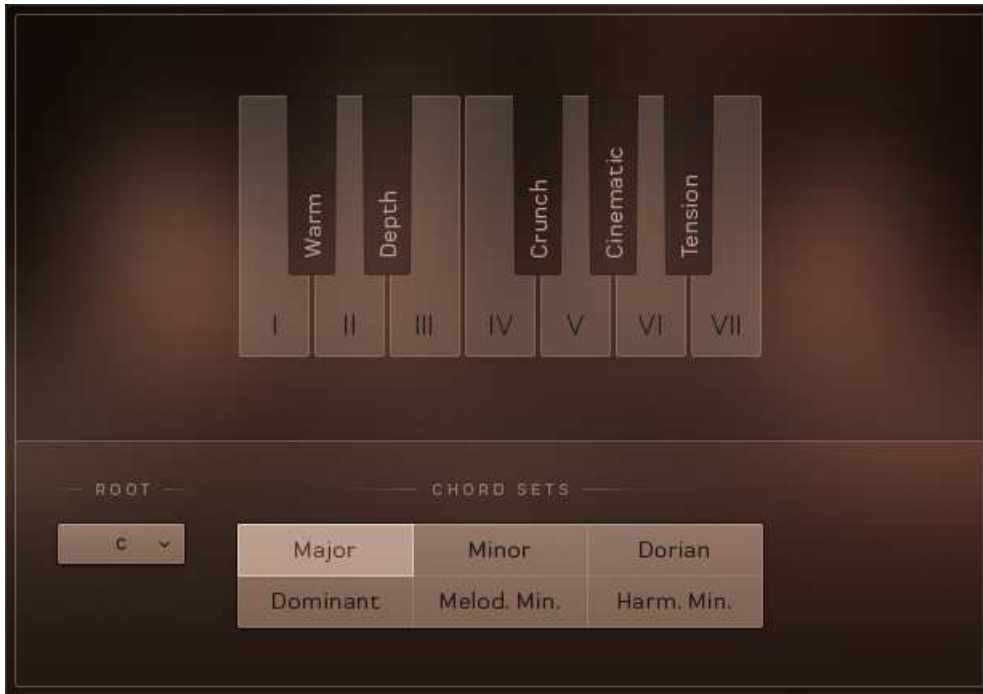 Warm
Depth
Crunch
Cinematic
Tension
I II III IV V VI VII
ROOT
CHORD SETS
C
Major Minor Dorian
Dominant Melod. Min. Harm. Min.